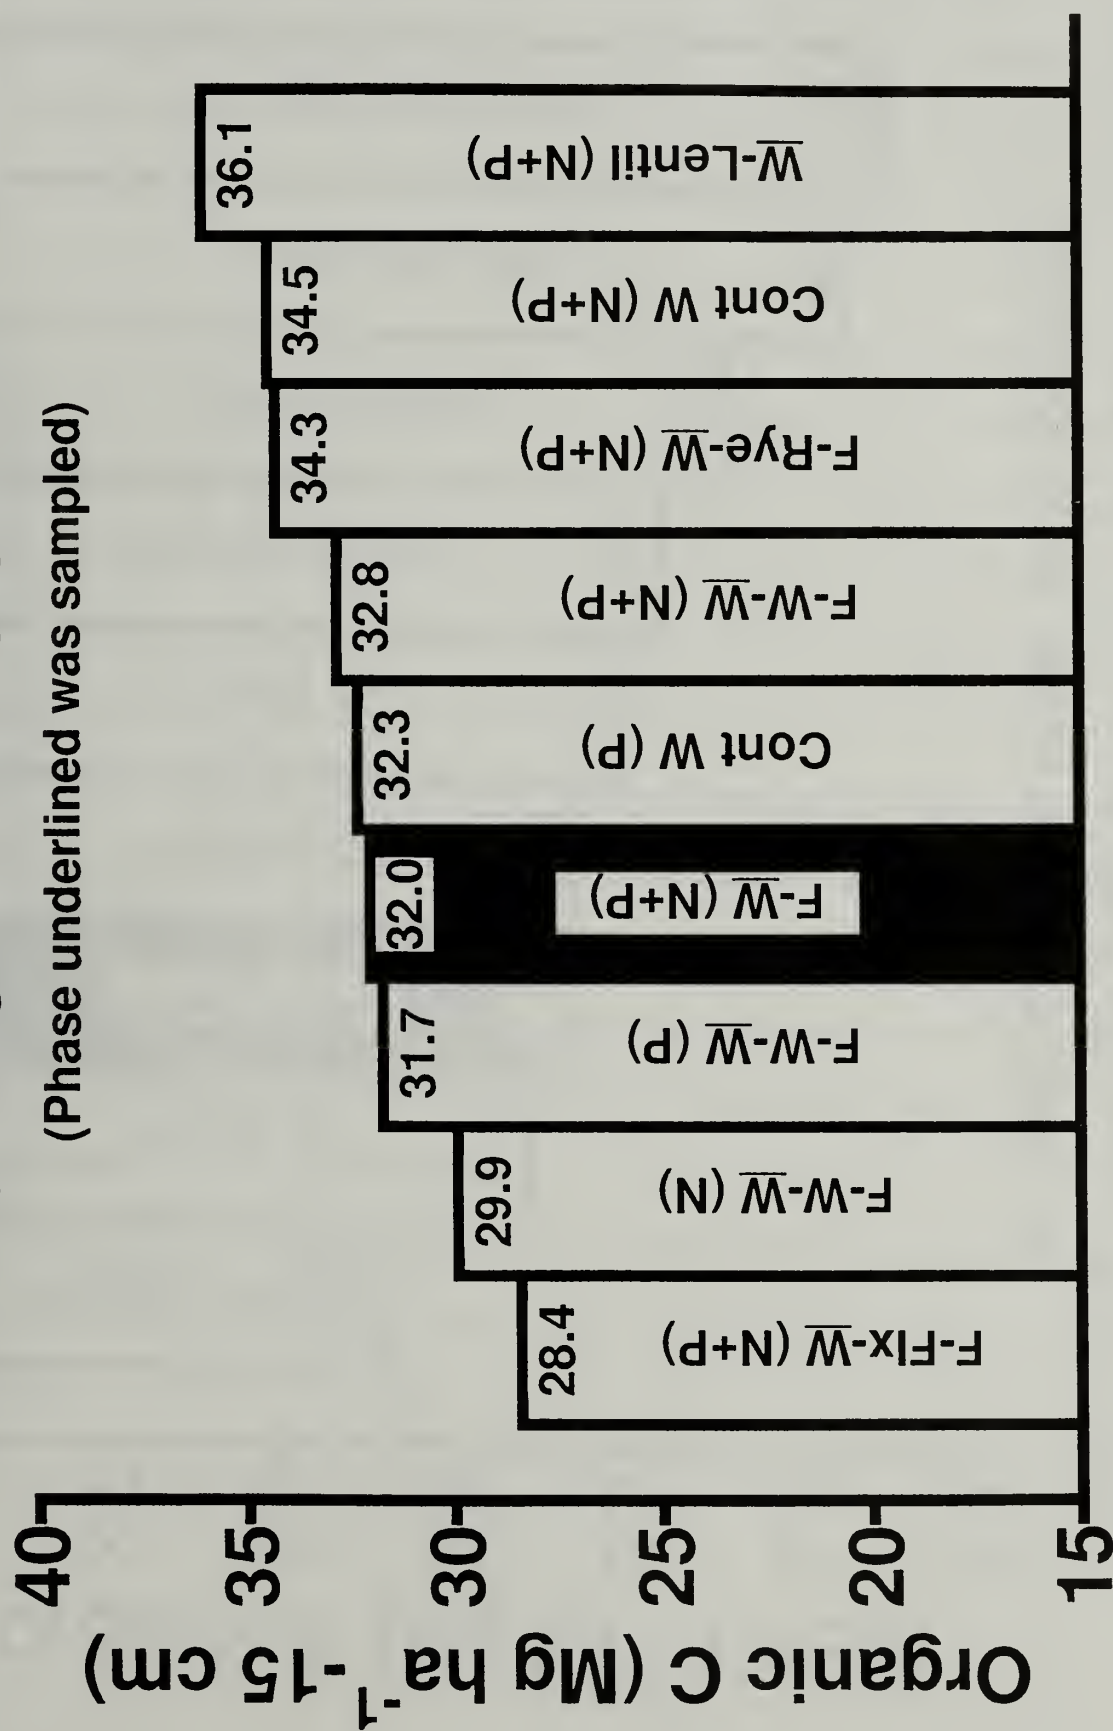 (Phase underlined was sampled)
Organic C (Mg ha⁻¹-15 cm)
40
35
30
25
20
15
28.4
F-Flx-W̲ (N+P)
29.9
F-W-W̲ (N)
31.7
F-W-W̲ (P)
32.0
F-W̲ (N+P)
32.3
Cont W (P)
32.8
F-W-W̲ (N+P)
34.3
F-Rye-W̲ (N+P)
34.5
Cont W (N+P)
36.1
W̲-Lentil (N+P)